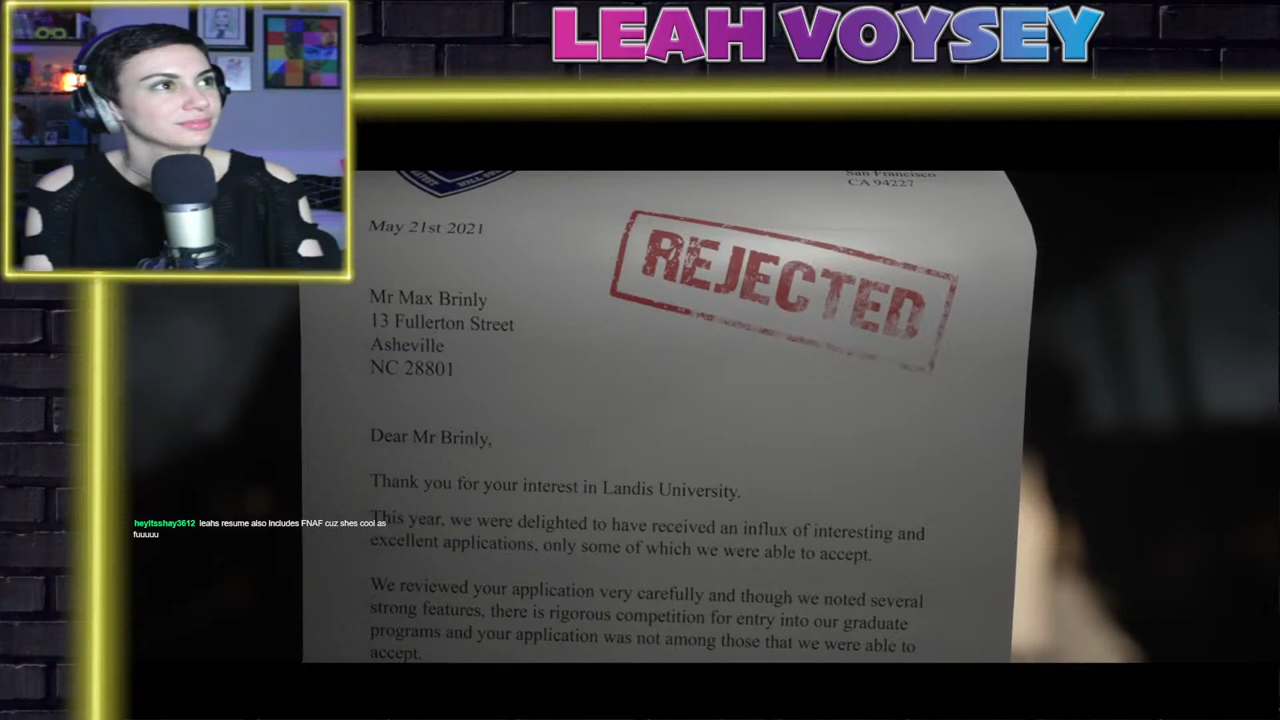 LEAH VOYSEY
San Francisco
CA 94227
May 21st 2021
REJECTED
Mr Max Brinly
13 Fullerton Street
Asheville
NC 28801
Dear Mr Brinly,
Thank you for your interest in Landis University.
This year, we were delighted to have received an influx of interesting and
excellent applications, only some of which we were able to accept.
We reviewed your application very carefully and though we noted several
strong features, there is rigorous competition for entry into our graduate
programs and your application was not among those that we were able to
accept.
heyitsshay3612 leahs resume also includes FNAF cuz shes cool as
fuuuuu